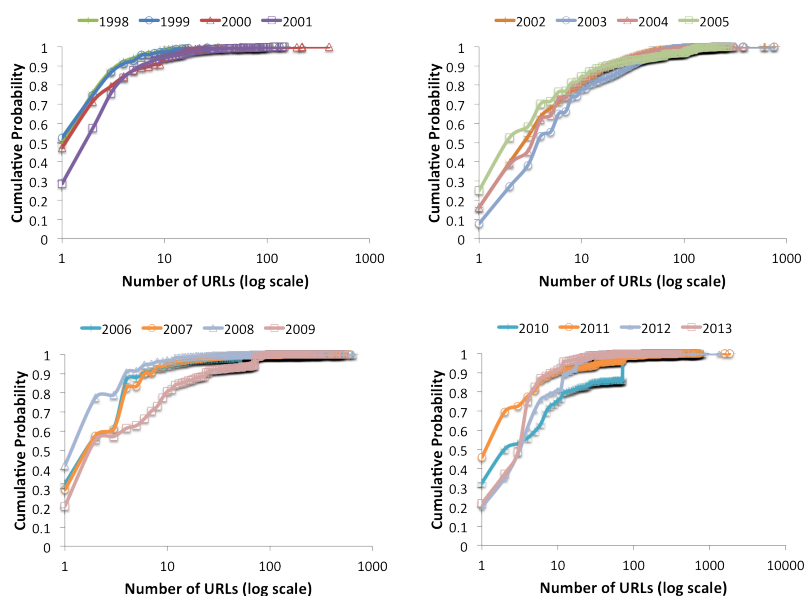 1998 1999 2000 2001
1
0.9
0.8
0.7
0.6
0.5
0.4
0.3
0.2
0.1
0
Cumulative Probability
1 10 100 1000
Number of URLs (log scale)
2002 2003 2004 2005
1
0.9
0.8
0.7
0.6
0.5
0.4
0.3
0.2
0.1
0
Cumulative Probability
1 10 100 1000
Number of URLs (log scale)
2006 2007 2008 2009
1
0.9
0.8
0.7
0.6
0.5
0.4
0.3
0.2
0.1
0
Cumulative Probability
1 10 100 1000
Number of URLs (log scale)
2010 2011 2012 2013
1
0.9
0.8
0.7
0.6
0.5
0.4
0.3
0.2
0.1
0
Cumulative Probability
1 10 100 1000 10000
Number of URLs (log scale)